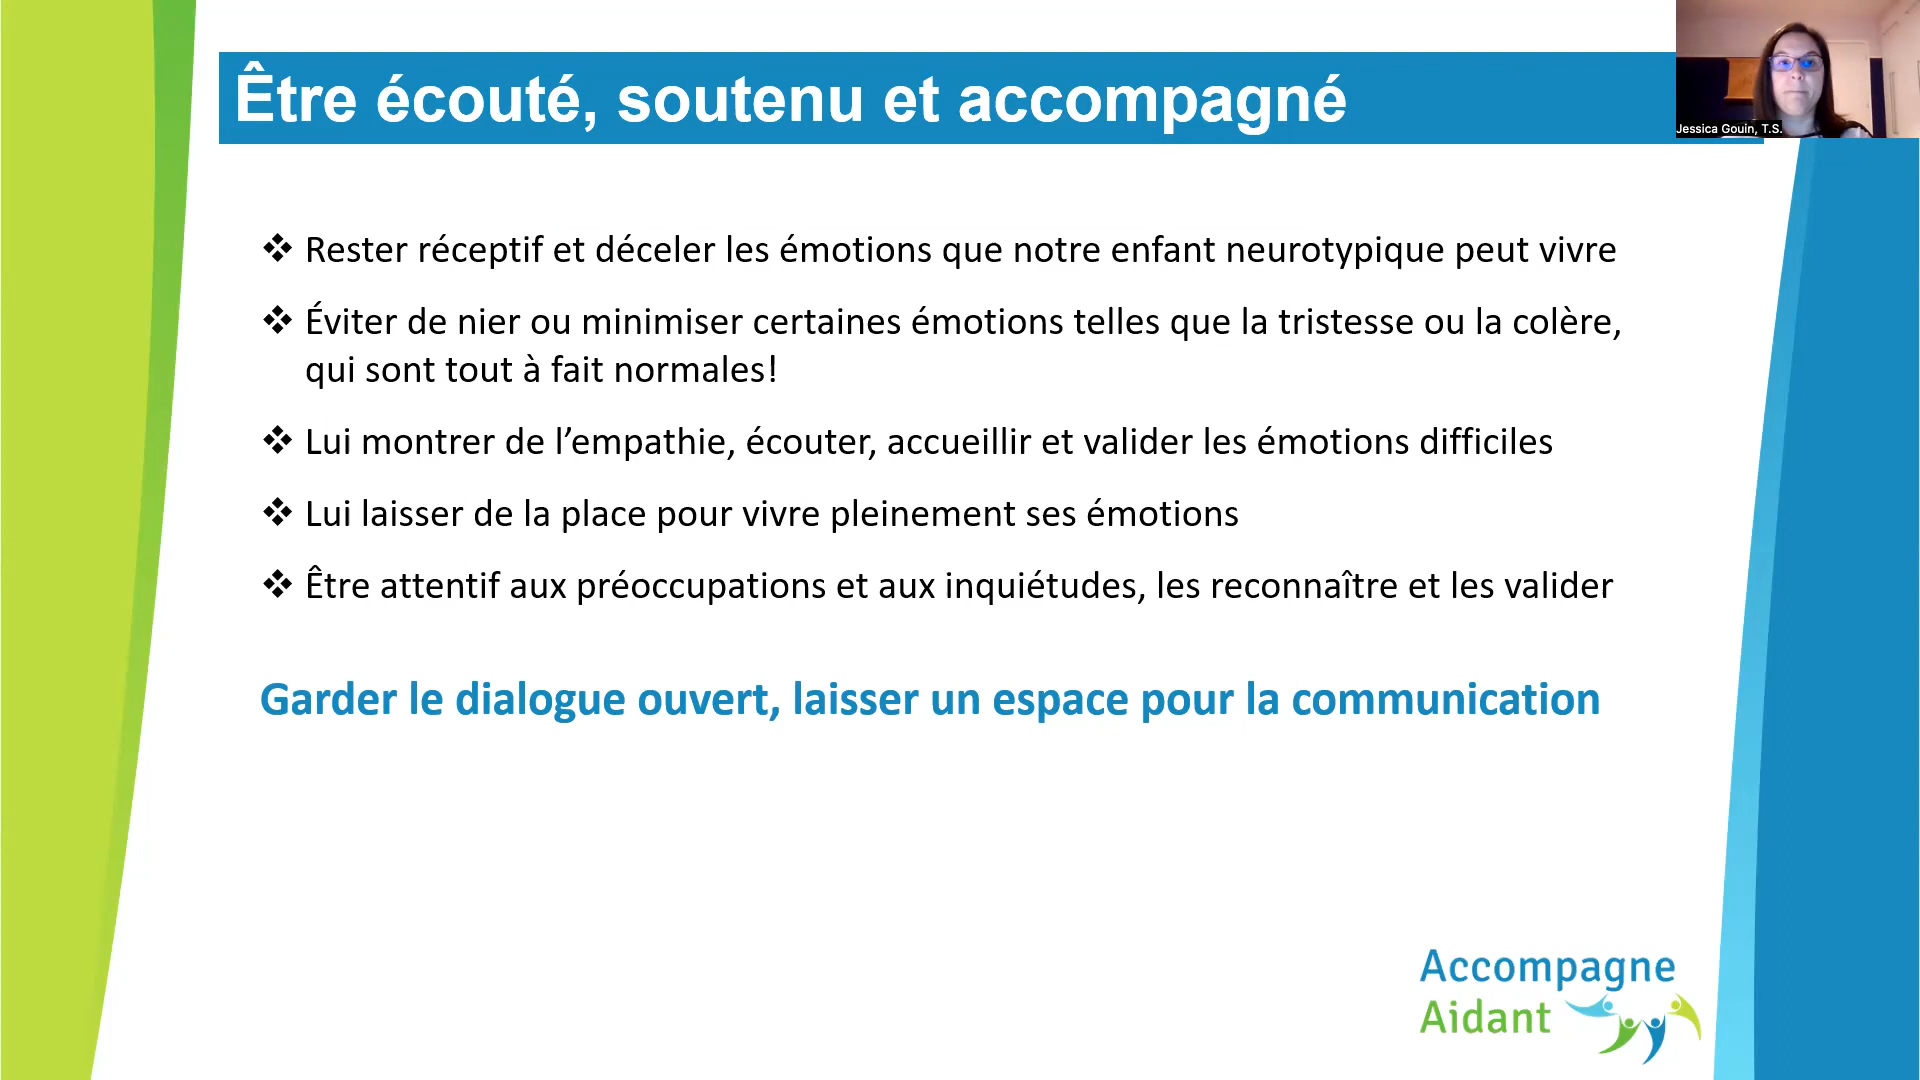 Être écouté, soutenu et accompagné
Jessica Gouin, T.S.
❖ Rester réceptif et déceler les émotions que notre enfant neurotypique peut vivre
❖ Éviter de nier ou minimiser certaines émotions telles que la tristesse ou la colère,
qui sont tout à fait normales!
❖ Lui montrer de l’empathie, écouter, accueillir et valider les émotions difficiles
❖ Lui laisser de la place pour vivre pleinement ses émotions
❖ Être attentif aux préoccupations et aux inquiétudes, les reconnaître et les valider
Garder le dialogue ouvert, laisser un espace pour la communication
Accompagne
Aidant